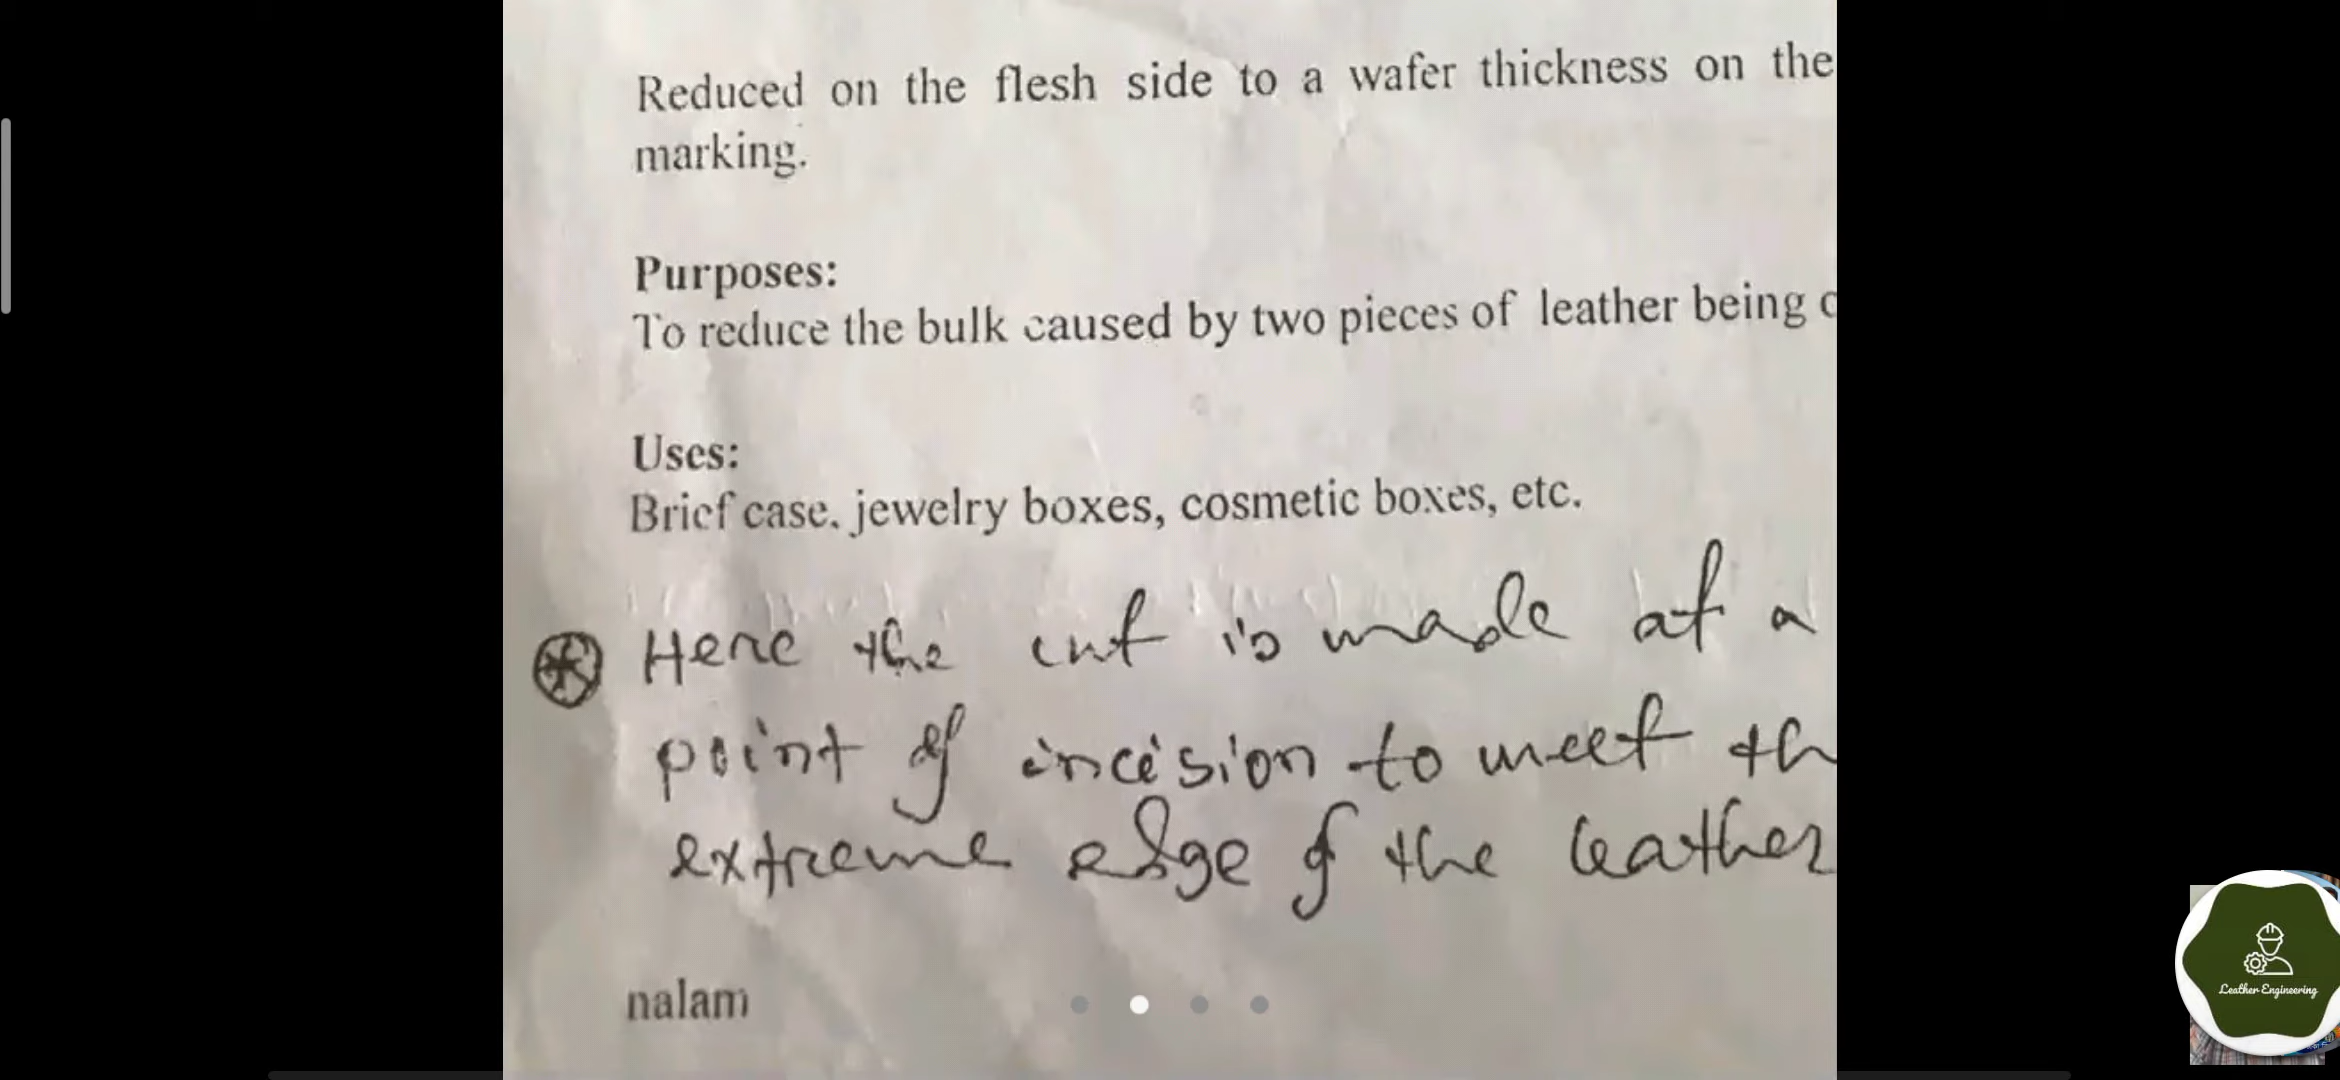 Reduced on the flesh side to a wafer thickness on the
marking.
Purposes:
To reduce the bulk caused by two pieces of leather being c
Uses:
Brief case, jewelry boxes, cosmetic boxes, etc.
Here the cut is made at a
point of incision to meet th
extreme edge of the leather
nalam
Leather Engineering